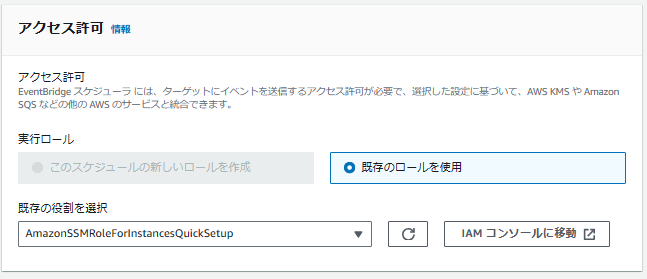 アクセス許可 情報
アクセス許可
EventBridge スケジューラ には、ターゲットにイベントを送信するアクセス許可が必要で、選択した設定に基づいて、AWS KMS や Amazon
SQS などの他の AWS のサービスと統合できます。
実行ロール
このスケジュールの新しいロールを作成
既存のロールを使用
既存の役割を選択
AmazonSSMRoleForInstancesQuickSetup
IAM コンソールに移動